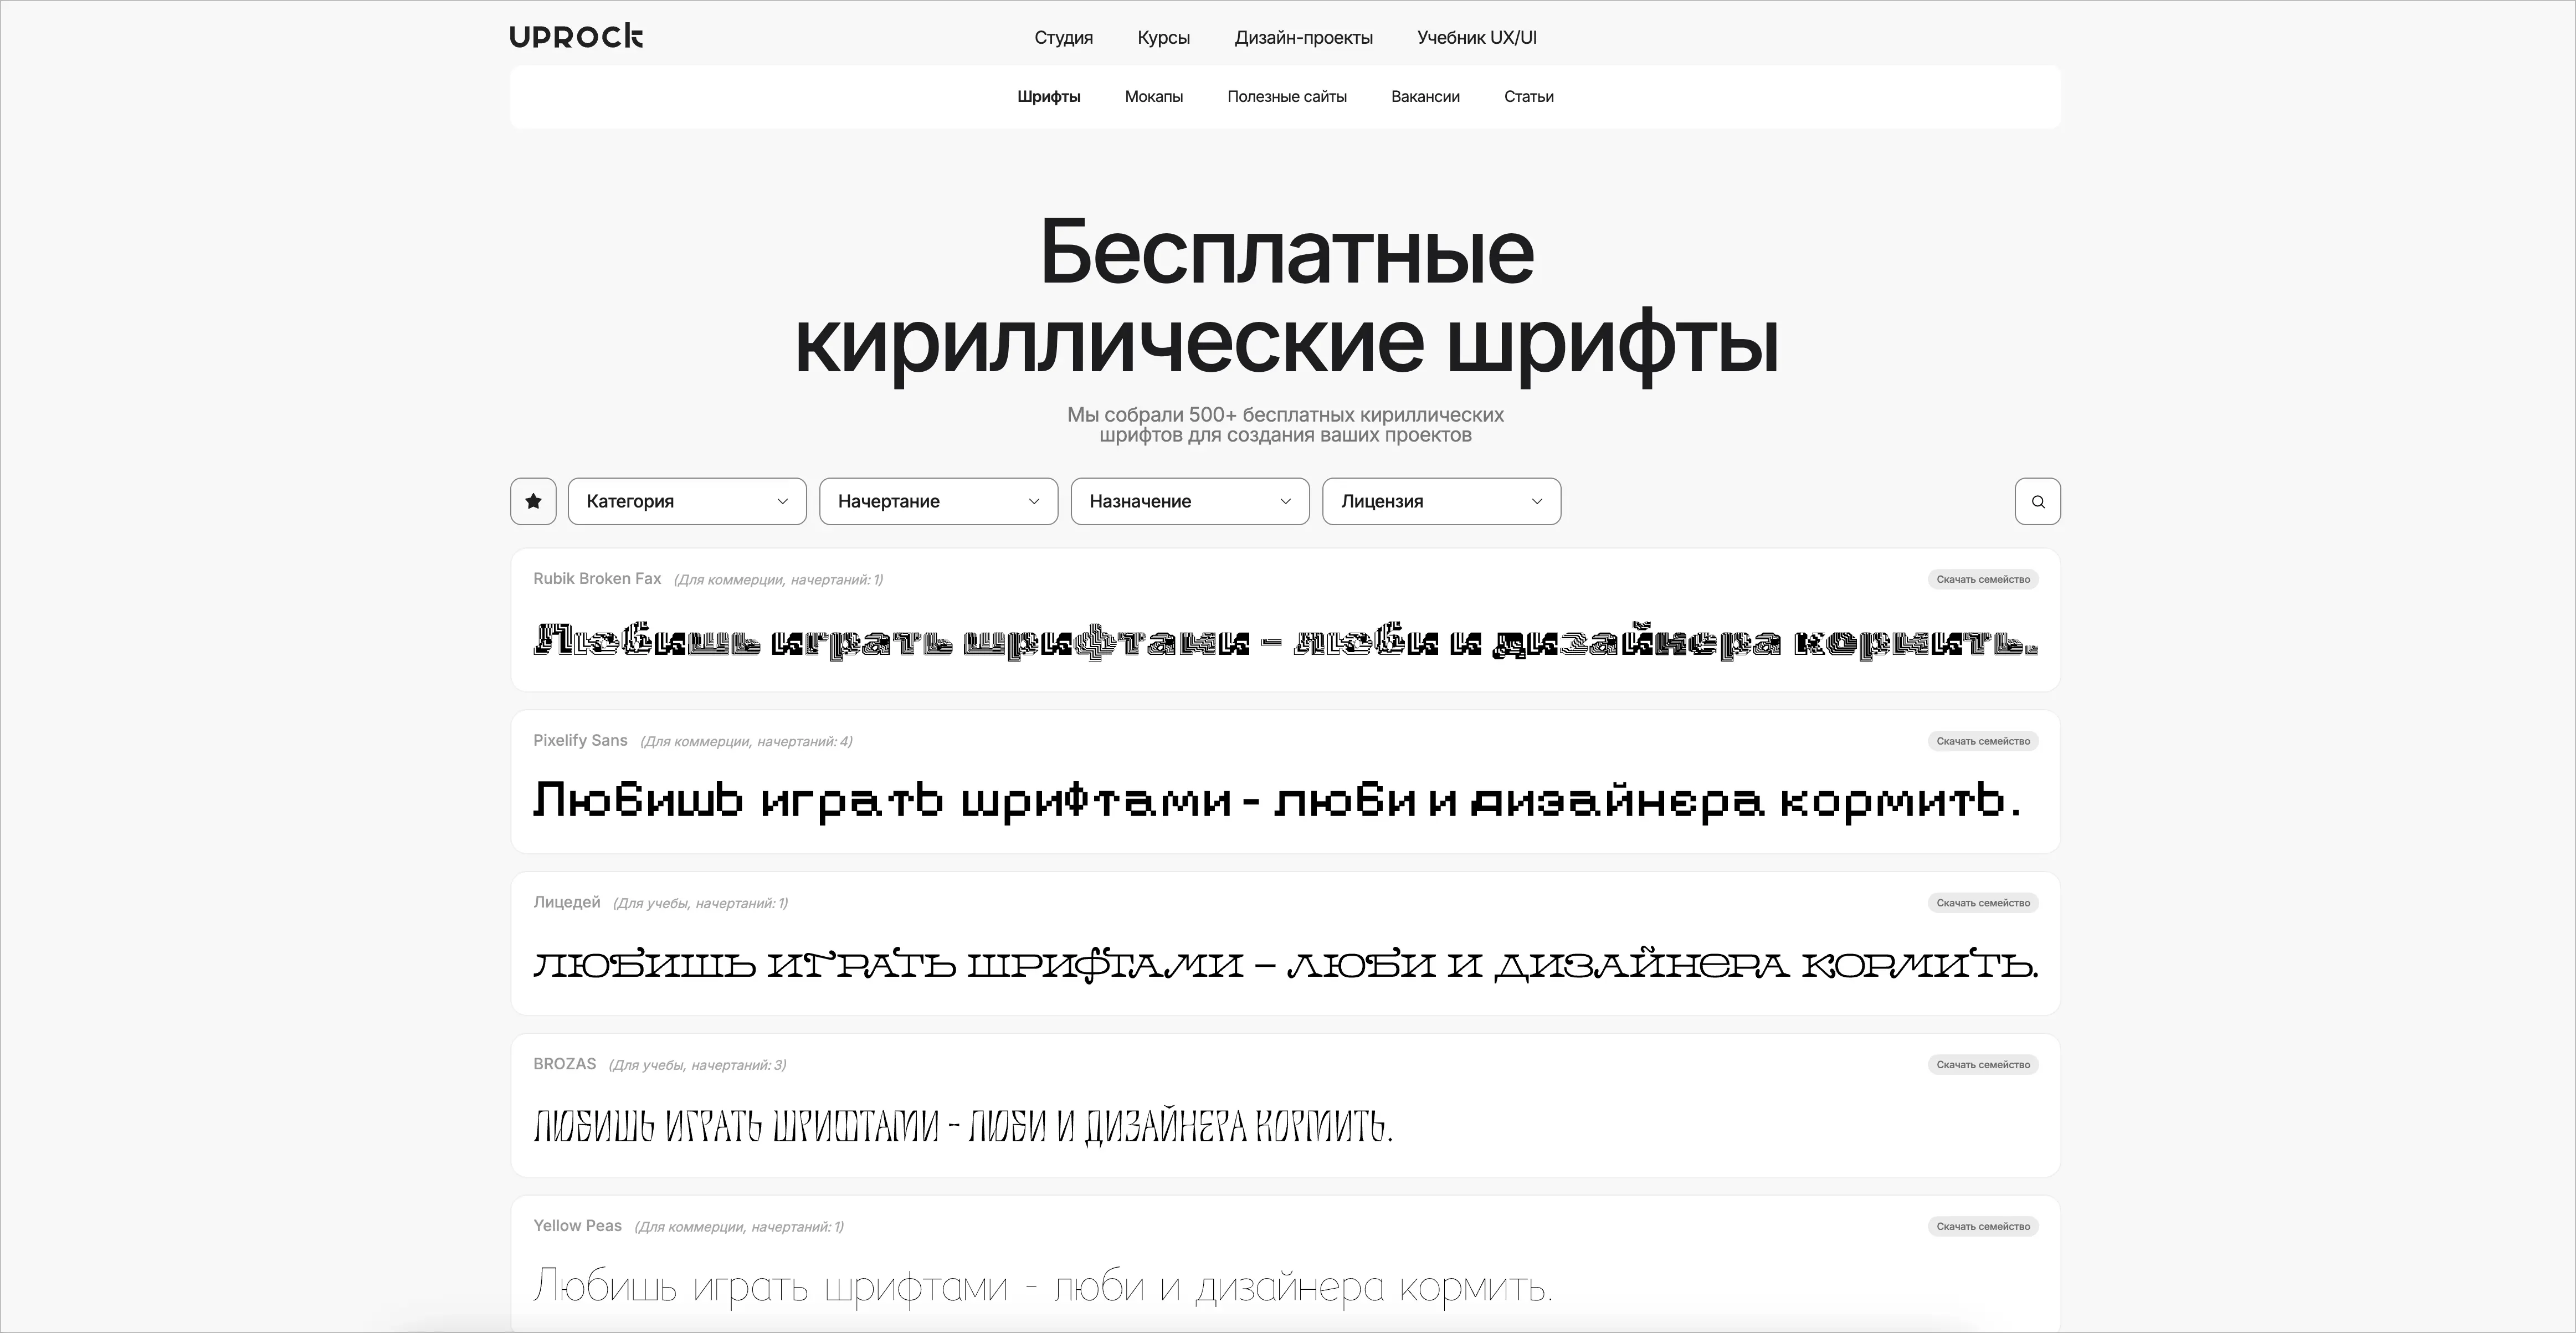 UPROCK
Студия Курсы Дизайн-проекты Учебник UX/UI
Шрифты Мокапы Полезные сайты Вакансии Статьи
Бесплатные
кириллические шрифты
Мы собрали 500+ бесплатных кириллических
шрифтов для создания ваших проектов
Категория Начертание Назначение Лицензия
Rubik Broken Fax (Для коммерции, начертаний: 1) Скачать семейство
Любишь играть шрифтами – люби и дизайнера кормить.
Pixelify Sans (Для коммерции, начертаний: 4) Скачать семейство
Любишь играть шрифтами - люби и дизайнера кормить.
Лицедей (Для учебы, начертаний: 1) Скачать семейство
ЛЮБИШЬ ИГРАТЬ ШРИФТАМИ – ЛЮБИ И ДИЗАЙНЕРА КОРМИТЬ.
BROZAS (Для учебы, начертаний: 3) Скачать семейство
ЛЮБИШЬ ИГРАТЬ ШРИФТАМИ - ЛЮБИ И ДИЗАЙНЕРА КОРМИТЬ.
Yellow Peas (Для коммерции, начертаний: 1) Скачать семейство
Любишь играть шрифтами - люби и дизайнера кормить.